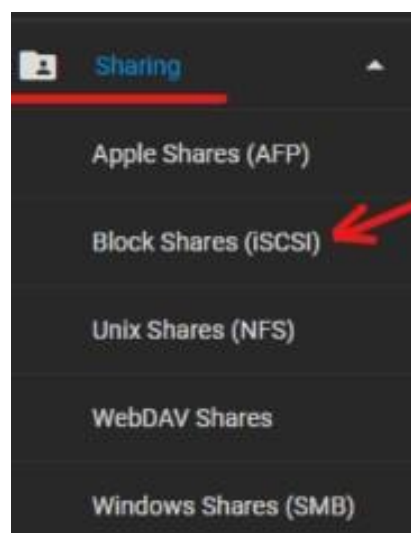 Sharing
Apple Shares (AFP)
Block Shares (iSCSI)
Unix Shares (NFS)
WebDAV Shares
Windows Shares (SMB)